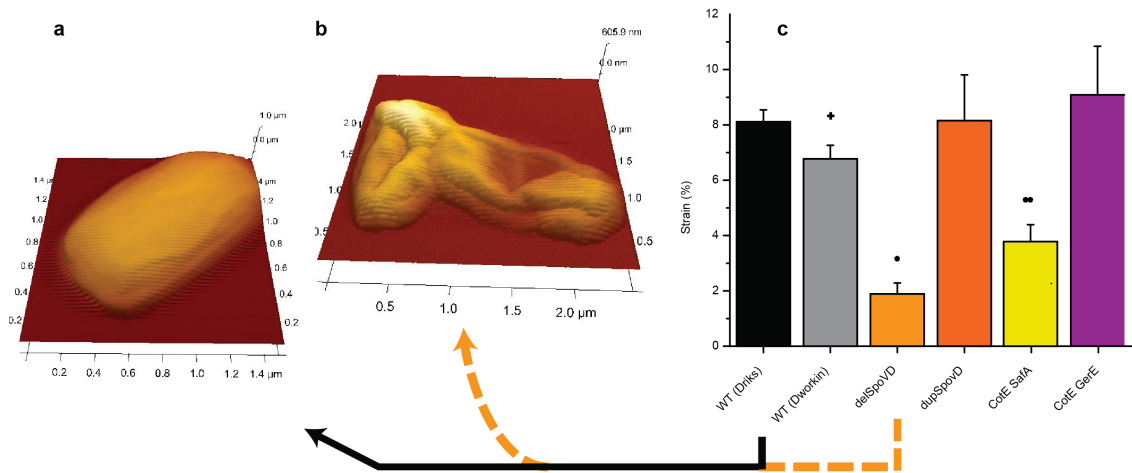 a
1.0 µm
0.0 µm
1.4 µm
1.2
1.0
0.8
0.6
0.4
0.2
4 µm
1.2
1.0
0.8
0.6
0.4
0.2
0.2 0.4 0.6 0.8 1.0 1.2 1.4 µm
b
605.9 nm
0.0 nm
2.0
1.5
1.0
0.5
0 µm
1.5
1.0
0.5
0.5 1.0 1.5 2.0 µm
c
Strain (%)
12
10
8
6
4
2
0
WT (Driks)
WT (Dworkin)
delSpoVD
dupSpovD
CotE SafA
CotE GerE